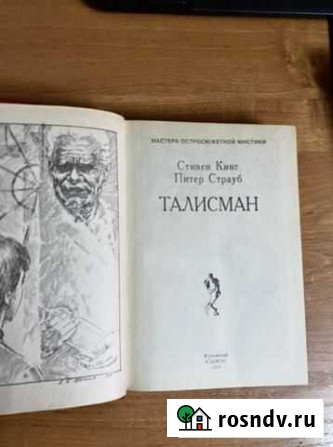 МАСТЕРА ОСТРОСЮЖЕТНОЙ МИСТИКИ
Стивен Кинг
Питер Страуб
ТАЛИСМАН
rosndv.ru